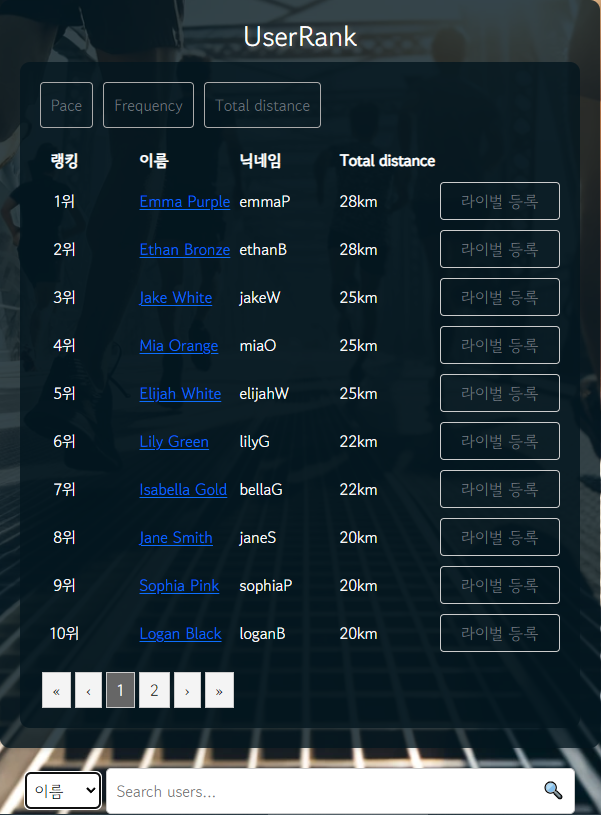 UserRank
Pace Frequency Total distance
랭킹 이름 닉네임 Total distance
1위 Emma Purple emmaP 28km 라이벌 등록
2위 Ethan Bronze ethanB 28km 라이벌 등록
3위 Jake White jakeW 25km 라이벌 등록
4위 Mia Orange miaO 25km 라이벌 등록
5위 Elijah White elijahW 25km 라이벌 등록
6위 Lily Green lilyG 22km 라이벌 등록
7위 Isabella Gold bellaG 22km 라이벌 등록
8위 Jane Smith janeS 20km 라이벌 등록
9위 Sophia Pink sophiaP 20km 라이벌 등록
10위 Logan Black loganB 20km 라이벌 등록
« ‹ 1 2 › »
이름 Search users...